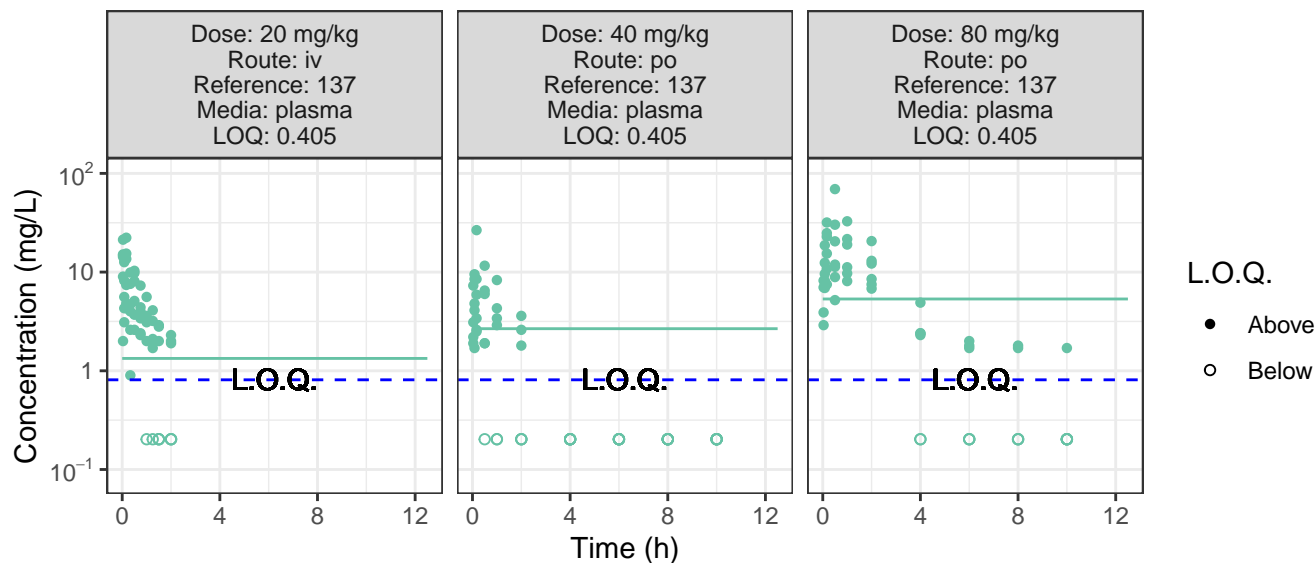 Dose: 20 mg/kg
Route: iv
Reference: 137
Media: plasma
LOQ: 0.405
Dose: 40 mg/kg
Route: po
Reference: 137
Media: plasma
LOQ: 0.405
Dose: 80 mg/kg
Route: po
Reference: 137
Media: plasma
LOQ: 0.405
Concentration (mg/L)
10²
10
1
10⁻¹
L.O.Q.
L.O.Q.
L.O.Q.
0 4 8 12
0 4 8 12
0 4 8 12
Time (h)
L.O.Q.
Above
Below